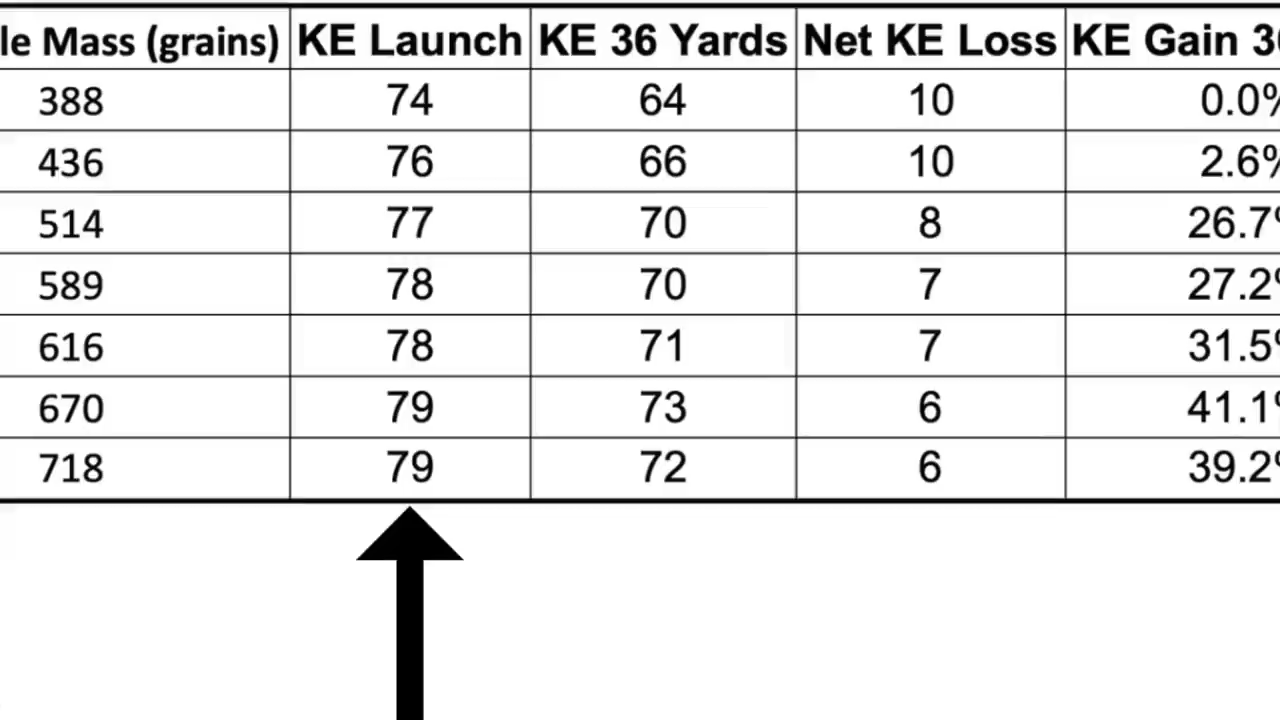 Mass (grains) KE Launch KE 36 Yards Net KE Loss KE Gain
388 74 64 10 0.0%
436 76 66 10 2.6%
514 77 70 8 26.7%
589 78 70 7 27.2%
616 78 71 7 31.5%
670 79 73 6 41.1%
718 79 72 6 39.2%